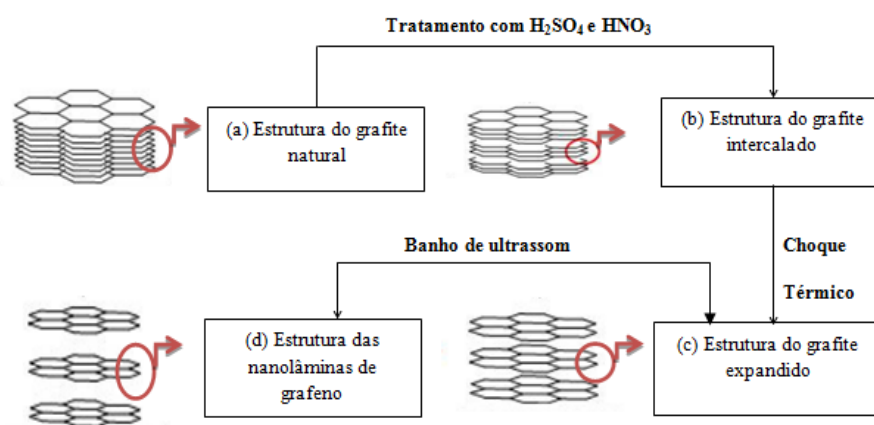 Tratamento com H₂SO₄ e HNO₃
(a) Estrutura do grafite
natural
(b) Estrutura do grafite
intercalado
Banho de ultrassom
Choque
Térmico
(d) Estrutura das
nanolâminas de
grafeno
(c) Estrutura do grafite
expandido